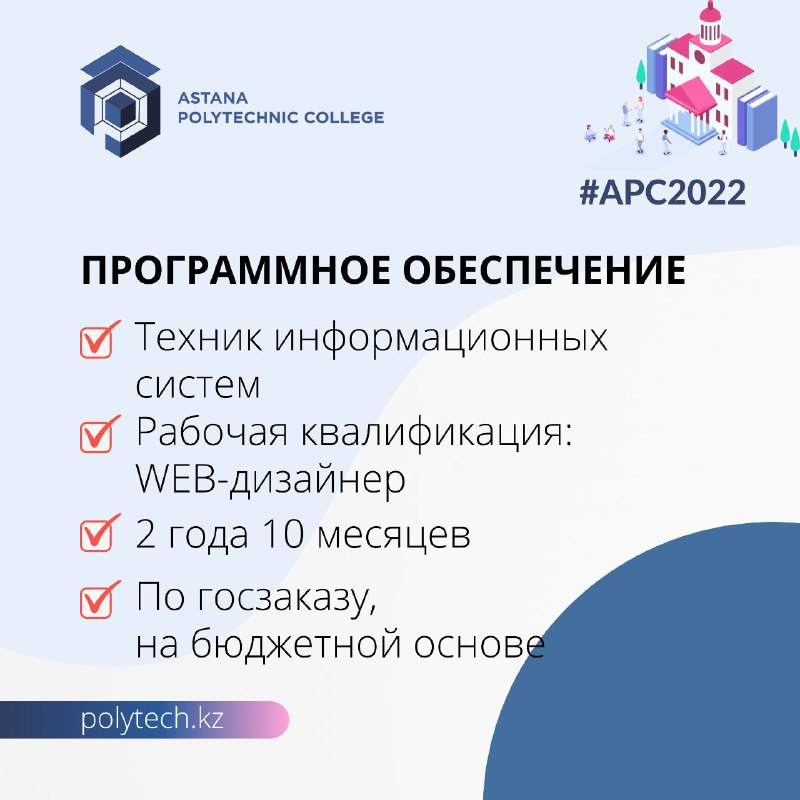 ASTANA
POLYTECHNIC COLLEGE
#APC2022
ПРОГРАММНОЕ ОБЕСПЕЧЕНИЕ
Техник информационных
систем
Рабочая квалификация:
WEB-дизайнер
2 года 10 месяцев
По госзаказу,
на бюджетной основе
polytech.kz